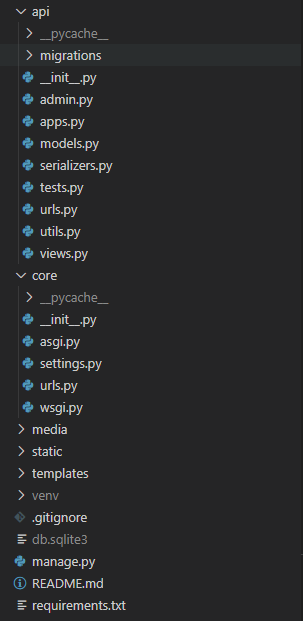 api
__pycache__
migrations
__init__.py
admin.py
apps.py
models.py
serializers.py
tests.py
urls.py
utils.py
views.py
core
__pycache__
__init__.py
asgi.py
settings.py
urls.py
wsgi.py
media
static
templates
venv
.gitignore
db.sqlite3
manage.py
README.md
requirements.txt